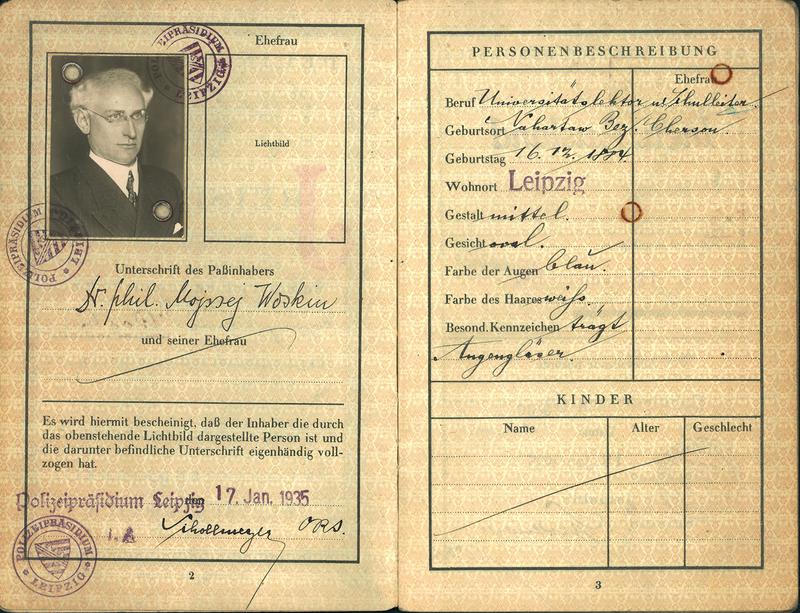 POLIZEIPRÄSIDIUM LEIPZIG
Ehefrau
Lichtbild
POLIZEIPRÄSIDIUM LEIPZIG
Unterschrift des Paßinhabers
Dr. phil. Mojssej Woskin
und seiner Ehefrau
Es wird hiermit bescheinigt, daß der Inhaber die durch
das obenstehende Lichtbild dargestellte Person ist und
die darunter befindliche Unterschrift eigenhändig voll-
zogen hat.
Polizeipräsidium Leipzig 17. Jan. 1935
I. A.
POLIZEIPRÄSIDIUM LEIPZIG
2
PERSONENBESCHREIBUNG
Ehefrau
Beruf Universitätslektor u. Schulleiter.
Geburtsort Nahartaw Bez. Cherson.
Geburtstag 16.12.1884.
Wohnort Leipzig
Gestalt mittel.
Gesicht oval.
Farbe der Augen blau.
Farbe des Haares weiß.
Besond. Kennzeichen trägt
Augengläser.
KINDER
Name Alter Geschlecht
3